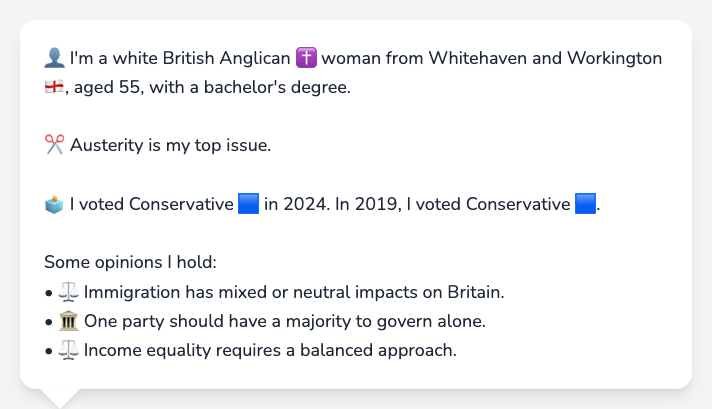 👤 I'm a white British Anglican ✝️ woman from Whitehaven and Workington
🏴󠁧󠁢󠁥󠁮󠁧󠁿, aged 55, with a bachelor's degree.
✂️ Austerity is my top issue.
🗳️ I voted Conservative 🟦 in 2024. In 2019, I voted Conservative 🟦.
Some opinions I hold:
• ⚖️ Immigration has mixed or neutral impacts on Britain.
• 🏛️ One party should have a majority to govern alone.
• ⚖️ Income equality requires a balanced approach.